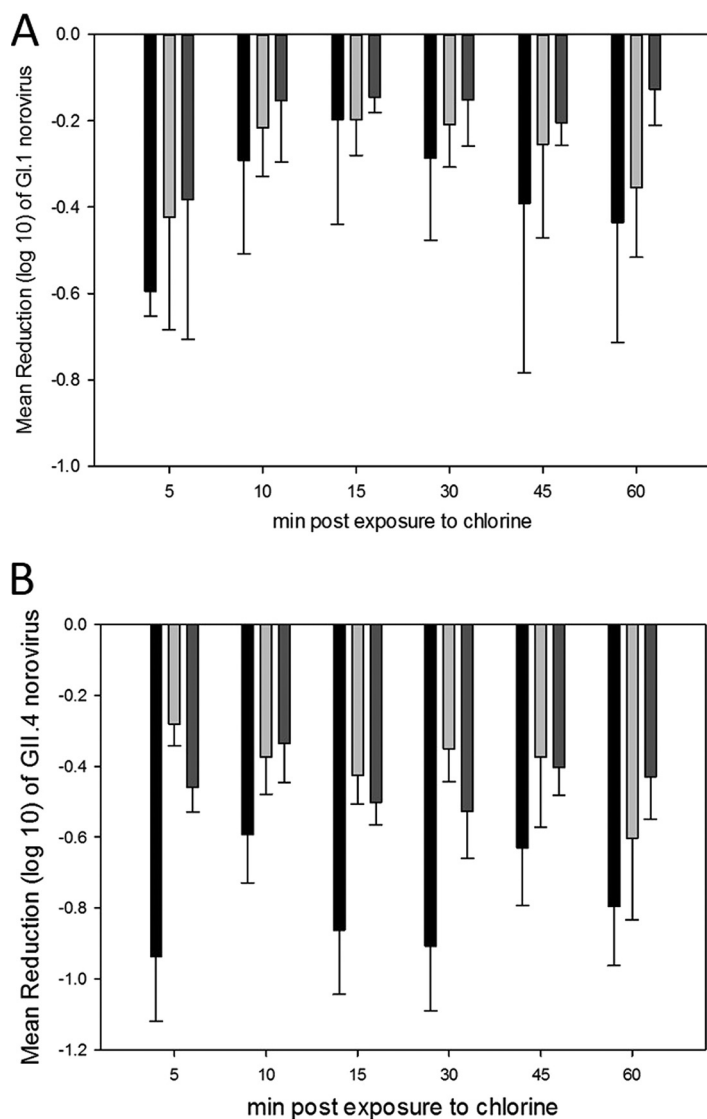 A
Mean Reduction (log 10) of GI.1 norovirus
0.0
-0.2
-0.4
-0.6
-0.8
-1.0
5 10 15 30 45 60
min post exposure to chlorine
B
Mean Reduction (log 10) of GII.4 norovirus
0.0
-0.2
-0.4
-0.6
-0.8
-1.0
-1.2
5 10 15 30 45 60
min post exposure to chlorine